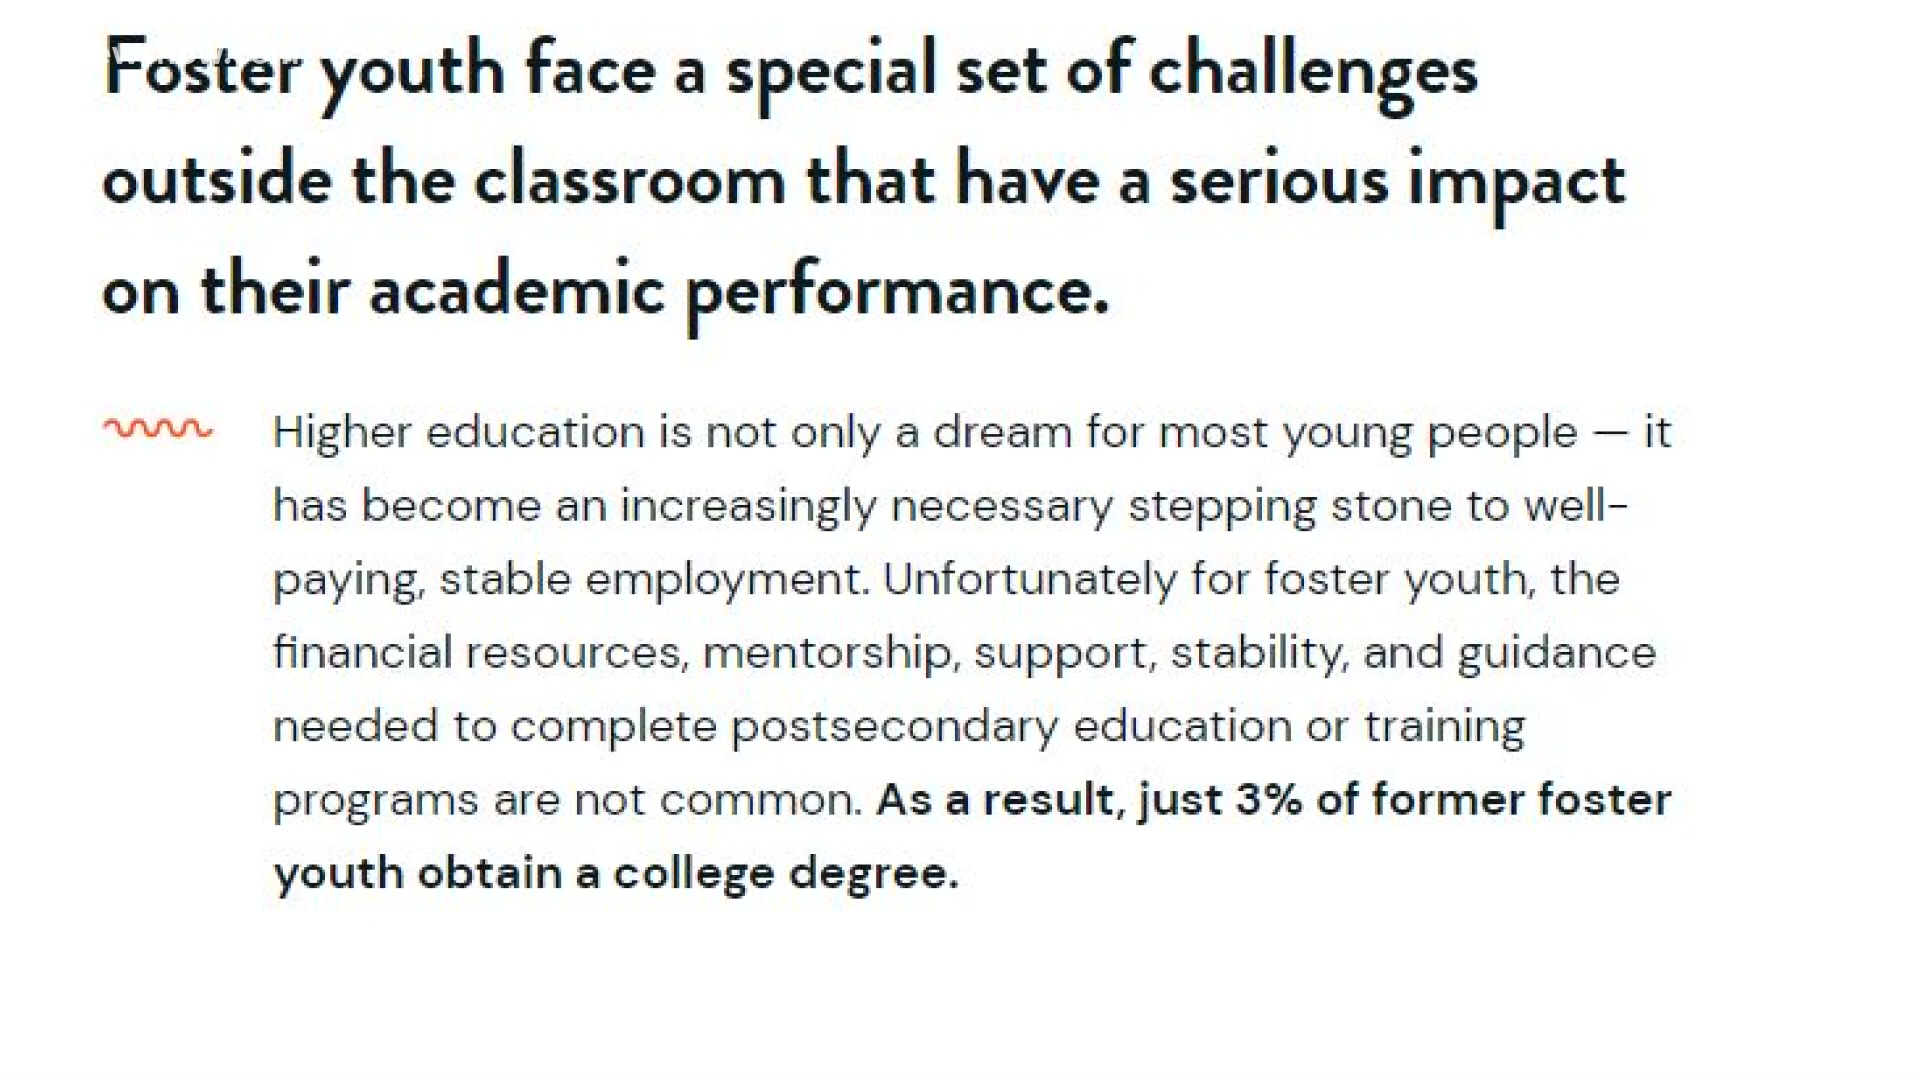 Foster youth face a special set of challenges
outside the classroom that have a serious impact
on their academic performance.
Higher education is not only a dream for most young people — it
has become an increasingly necessary stepping stone to well-
paying, stable employment. Unfortunately for foster youth, the
financial resources, mentorship, support, stability, and guidance
needed to complete postsecondary education or training
programs are not common. As a result, just 3% of former foster
youth obtain a college degree.